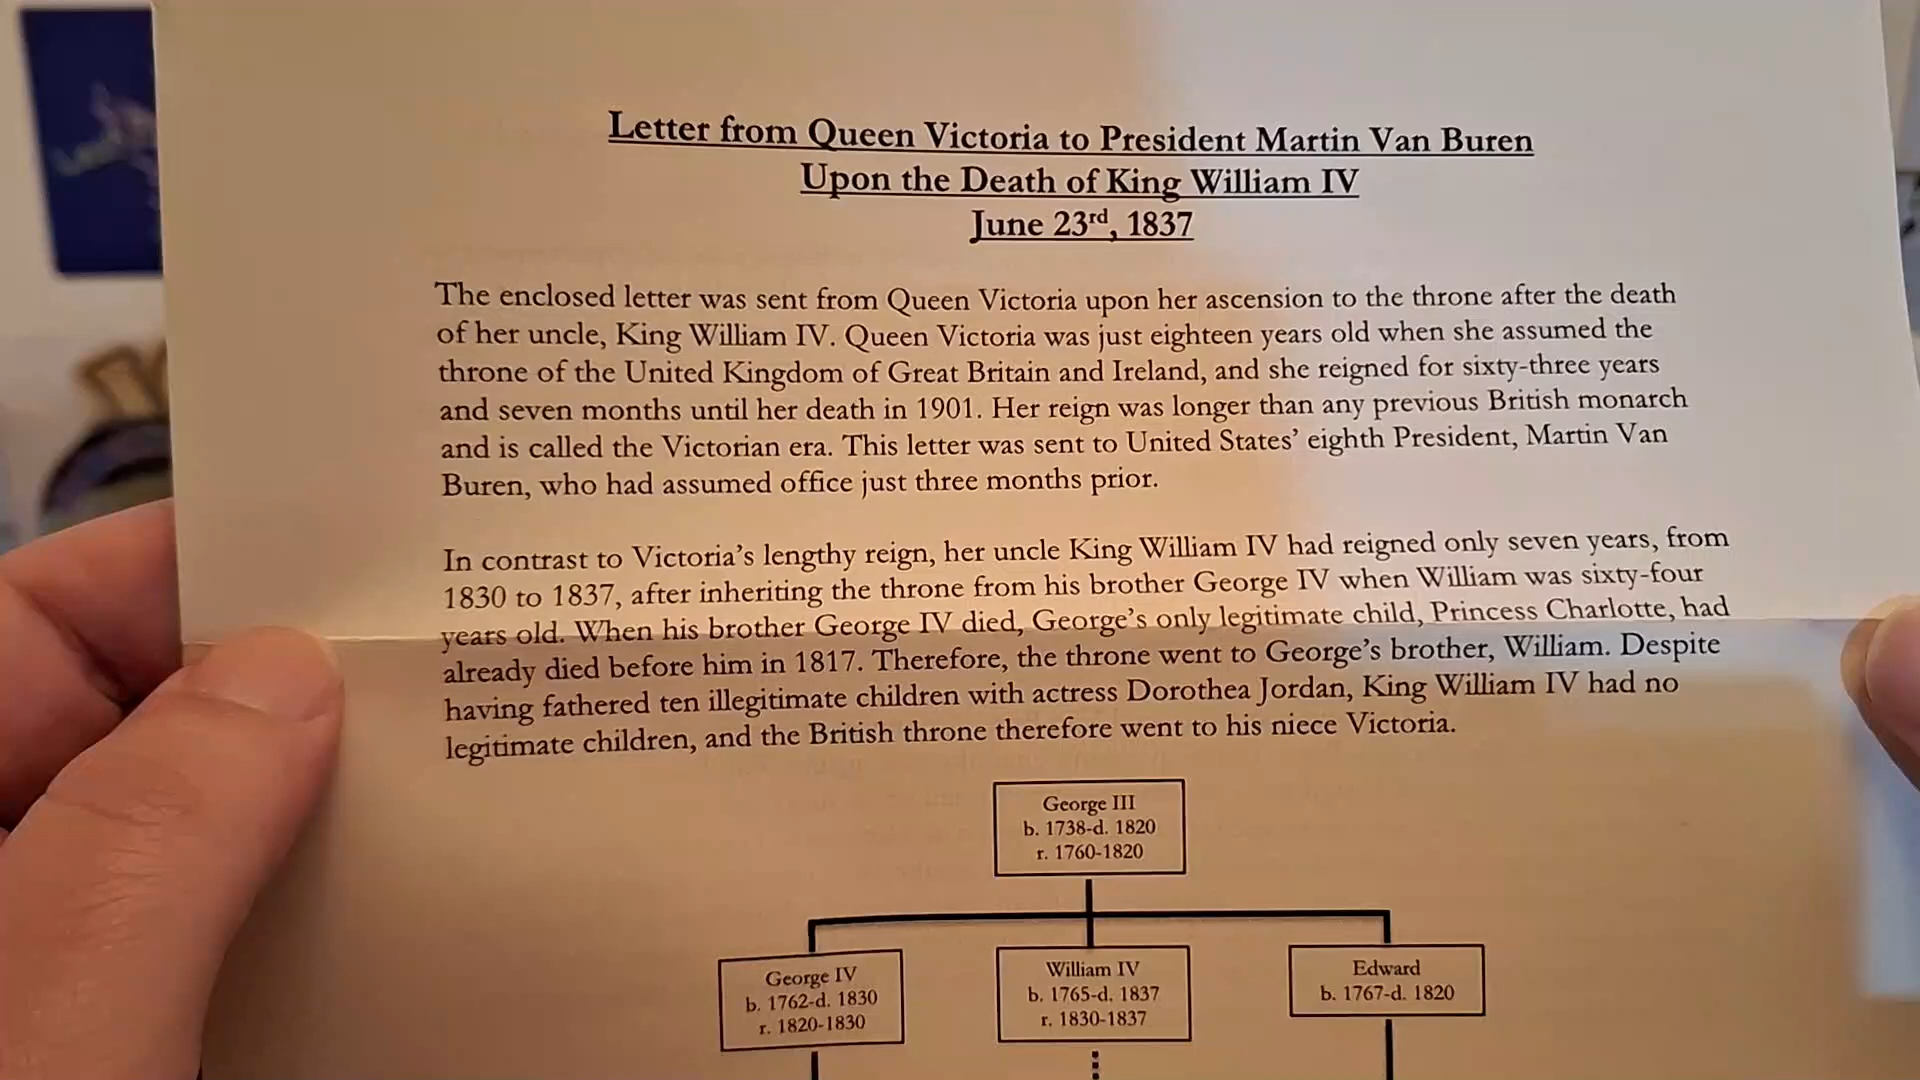 Letter from Queen Victoria to President Martin Van Buren
Upon the Death of King William IV
June 23rd, 1837
The enclosed letter was sent from Queen Victoria upon her ascension to the throne after the death
of her uncle, King William IV. Queen Victoria was just eighteen years old when she assumed the
throne of the United Kingdom of Great Britain and Ireland, and she reigned for sixty-three years
and seven months until her death in 1901. Her reign was longer than any previous British monarch
and is called the Victorian era. This letter was sent to United States' eighth President, Martin Van
Buren, who had assumed office just three months prior.
In contrast to Victoria's lengthy reign, her uncle King William IV had reigned only seven years, from
1830 to 1837, after inheriting the throne from his brother George IV when William was sixty-four
years old. When his brother George IV died, George's only legitimate child, Princess Charlotte, had
already died before him in 1817. Therefore, the throne went to George's brother, William. Despite
having fathered ten illegitimate children with actress Dorothea Jordan, King William IV had no
legitimate children, and the British throne therefore went to his niece Victoria.
George III
b. 1738-d. 1820
r. 1760-1820
George IV
b. 1762-d. 1830
r. 1820-1830
William IV
b. 1765-d. 1837
r. 1830-1837
Edward
b. 1767-d. 1820